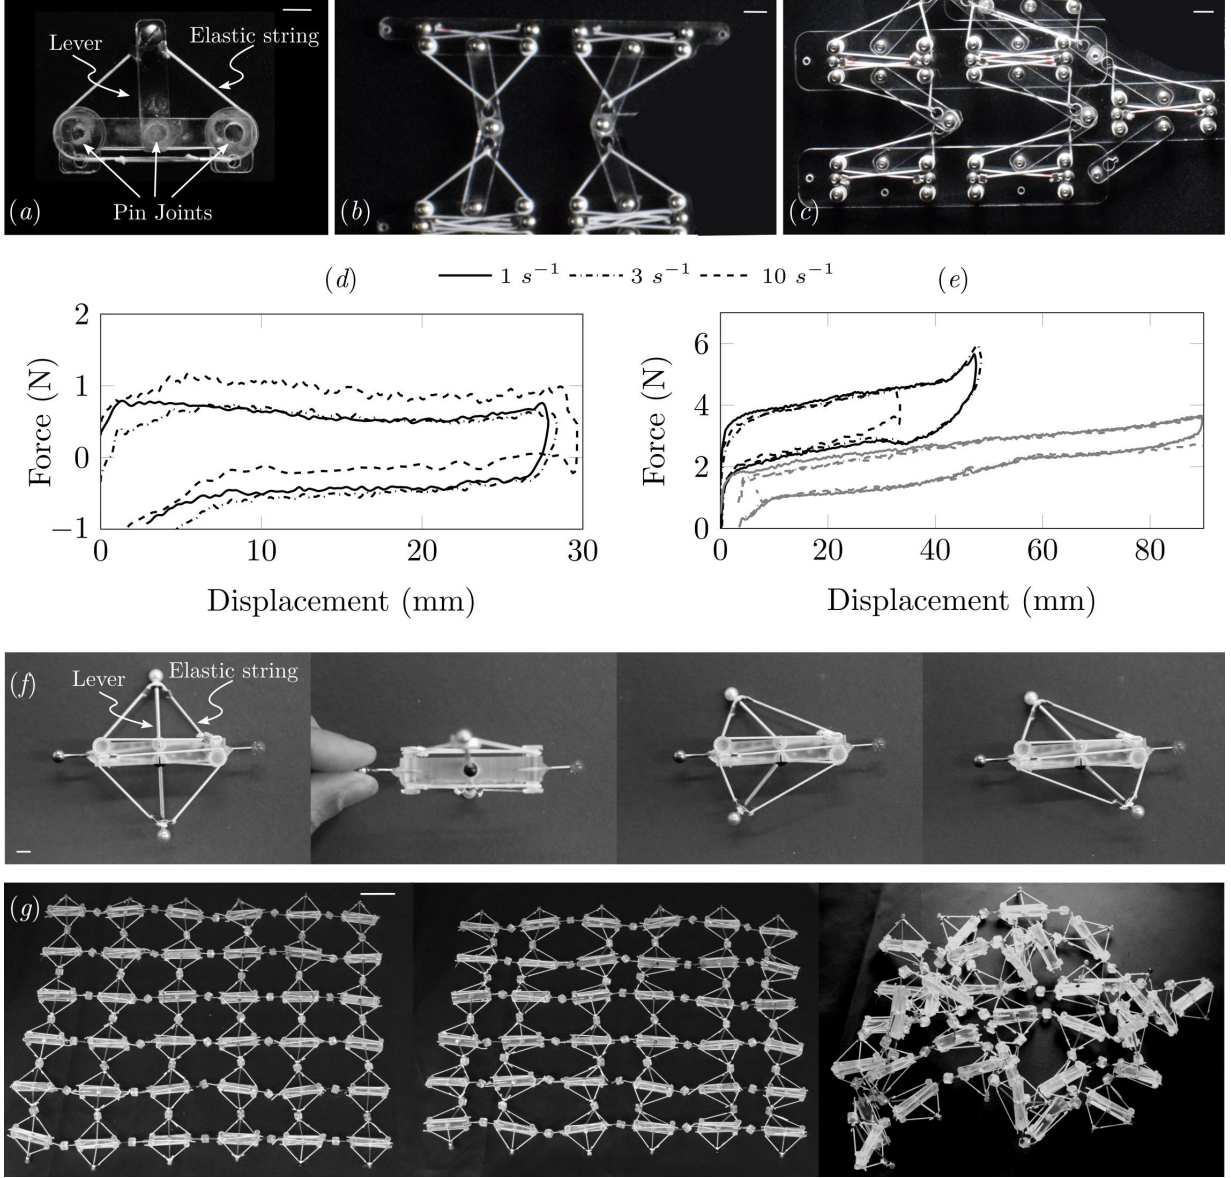 Lever
Elastic string
Pin Joints
(a)
(b)
(c)
(d)
1 s⁻¹ 3 s⁻¹ 10 s⁻¹
(e)
2
1
0
−1
Force (N)
0 10 20 30
Displacement (mm)
6
4
2
0
Force (N)
0 20 40 60 80
Displacement (mm)
(f)
Lever
Elastic string
(g)